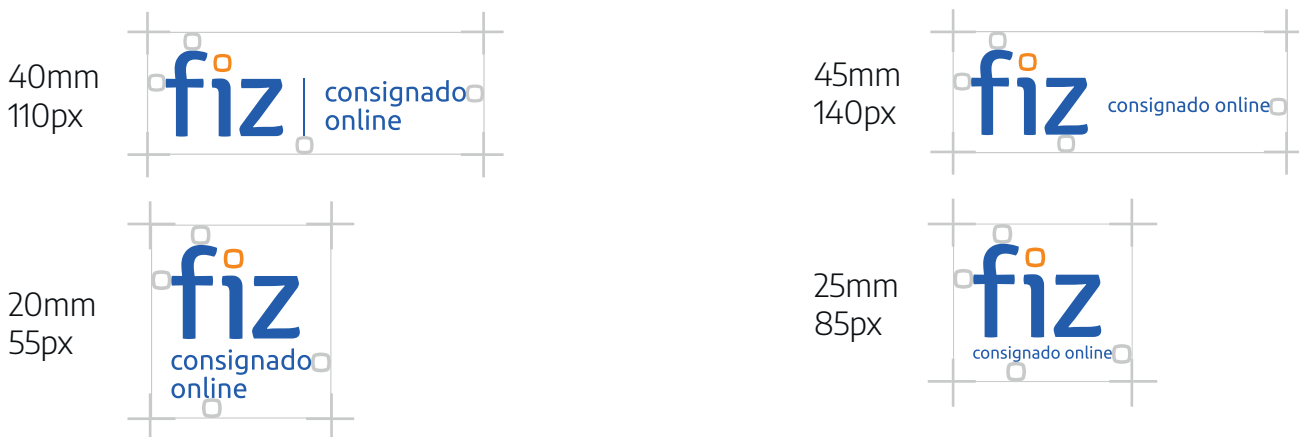 40mm
110px
fiz
consignado
online
45mm
140px
fiz
consignado online
20mm
55px
fiz
consignado
online
25mm
85px
fiz
consignado online